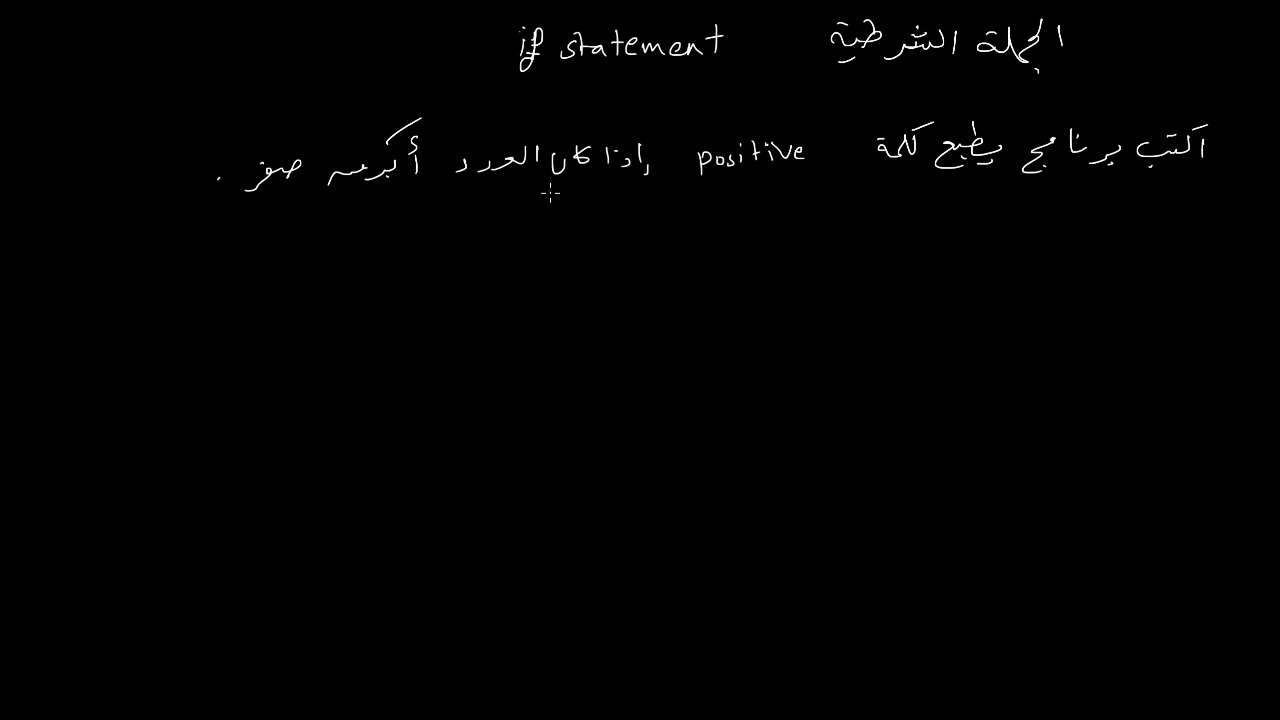 الجملة الشرطية if statement
اكتب برنامج يطبع كلمة positive إذا كان العدد أكبر من صفر .